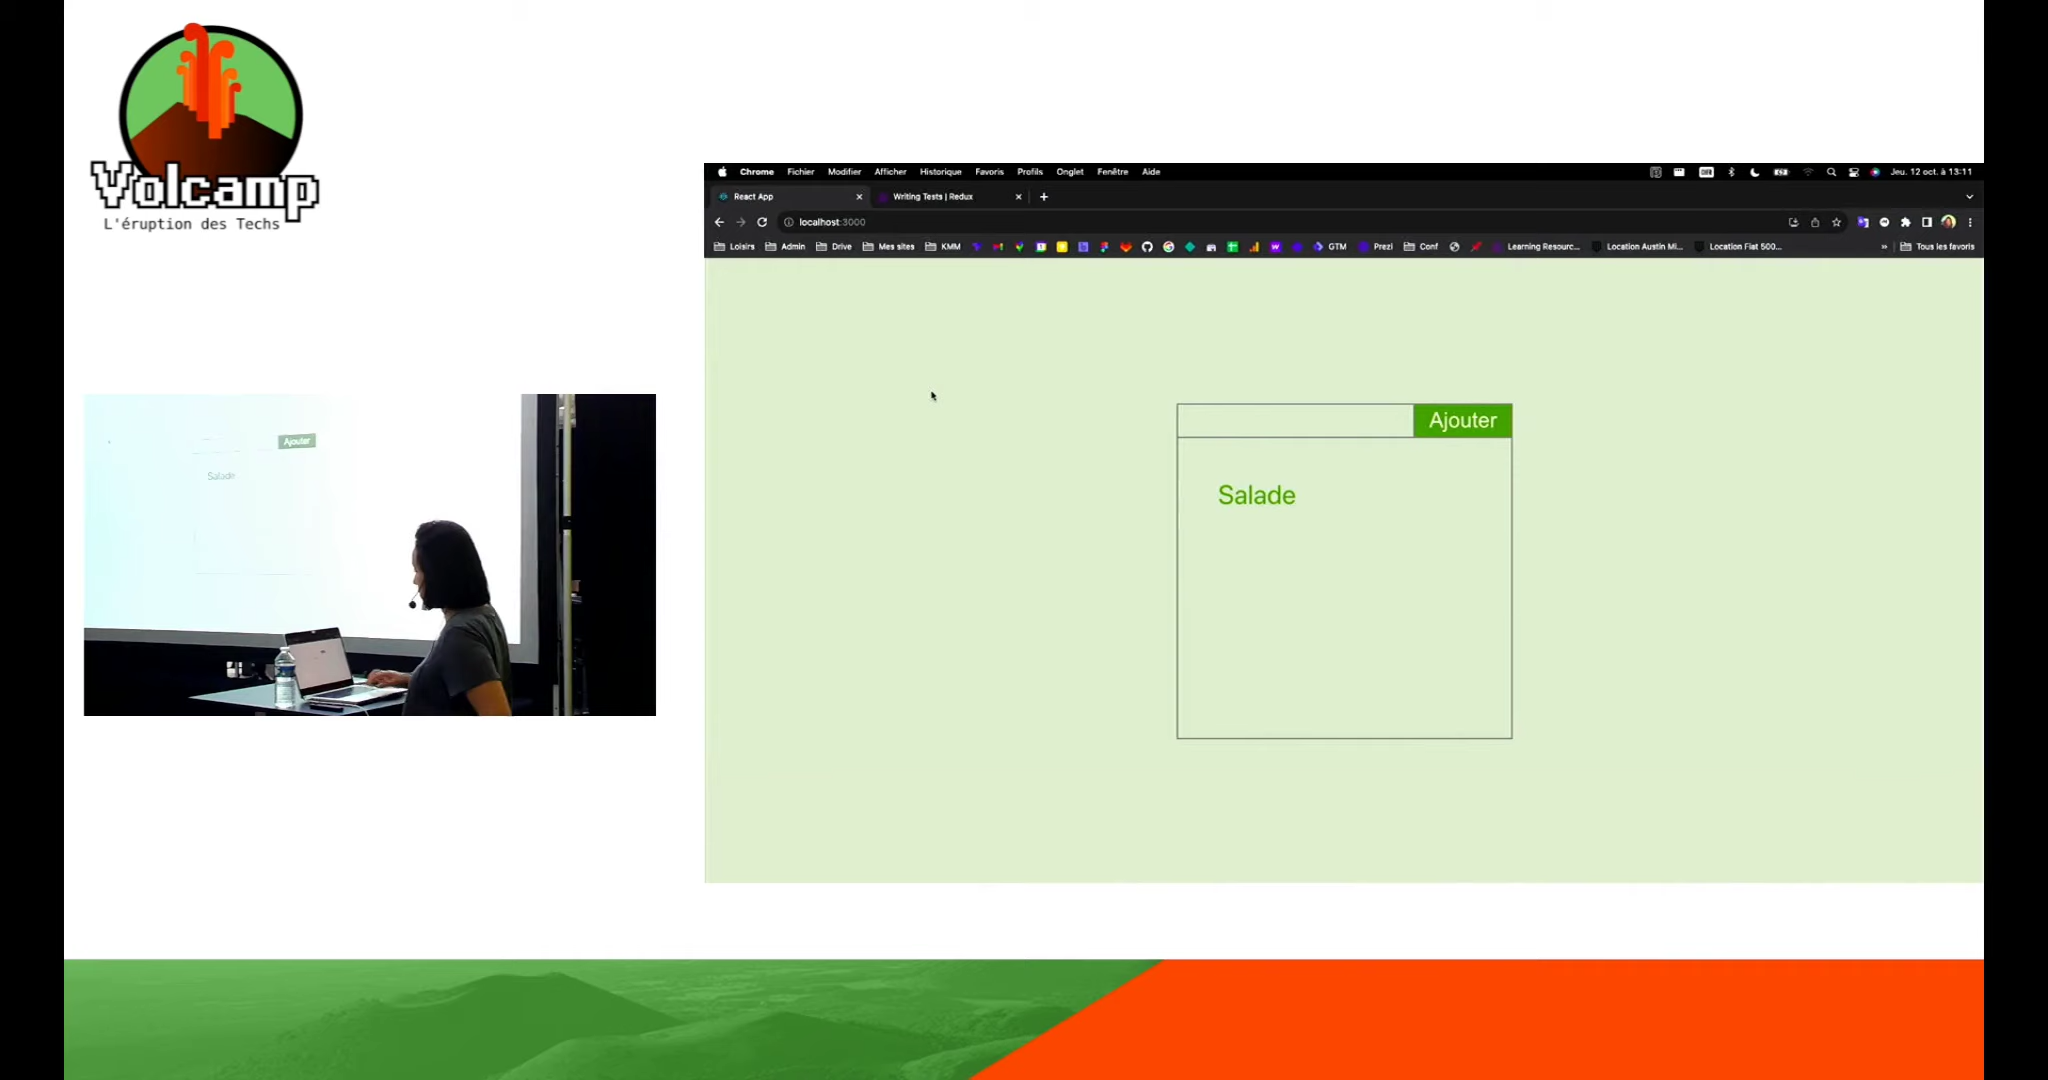 Volcamp
L'éruption des Techs
Chrome Fichier Modifier Afficher Historique Favoris Profils Onglet Fenêtre Aide
Jeu. 12 oct. à 13:11
React App
Writing Tests | Redux
localhost:3000
Loisirs Admin Drive Mes sites KMM GTM Prezi Conf Learning Resourc... Location Austin Mi... Location Fiat 500... » Tous les favoris
Ajouter
Salade
Ajouter
Salade